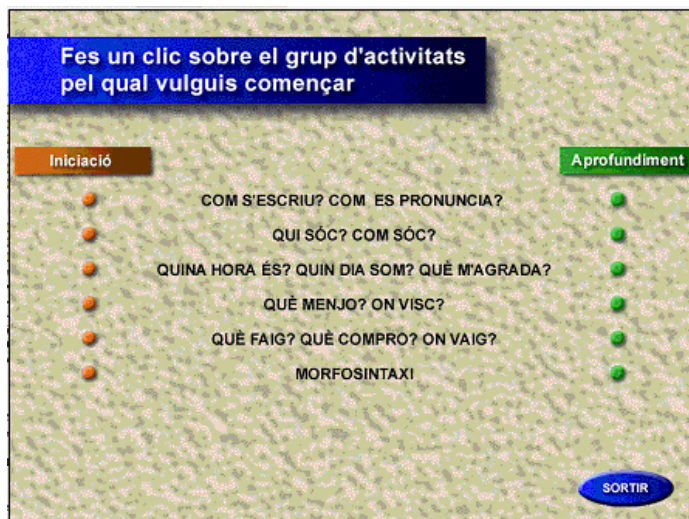 Fes un clic sobre el grup d'activitats
pel qual vulguis començar
Iniciació
Aprofundiment
COM S'ESCRIU? COM ES PRONUNCIA?
QUI SÓC? COM SÓC?
QUINA HORA ÉS? QUIN DIA SOM? QUÈ M'AGRADA?
QUÈ MENJO? ON VISC?
QUÈ FAIG? QUÈ COMPRO? ON VAIG?
MORFOSINTAXI
SORTIR